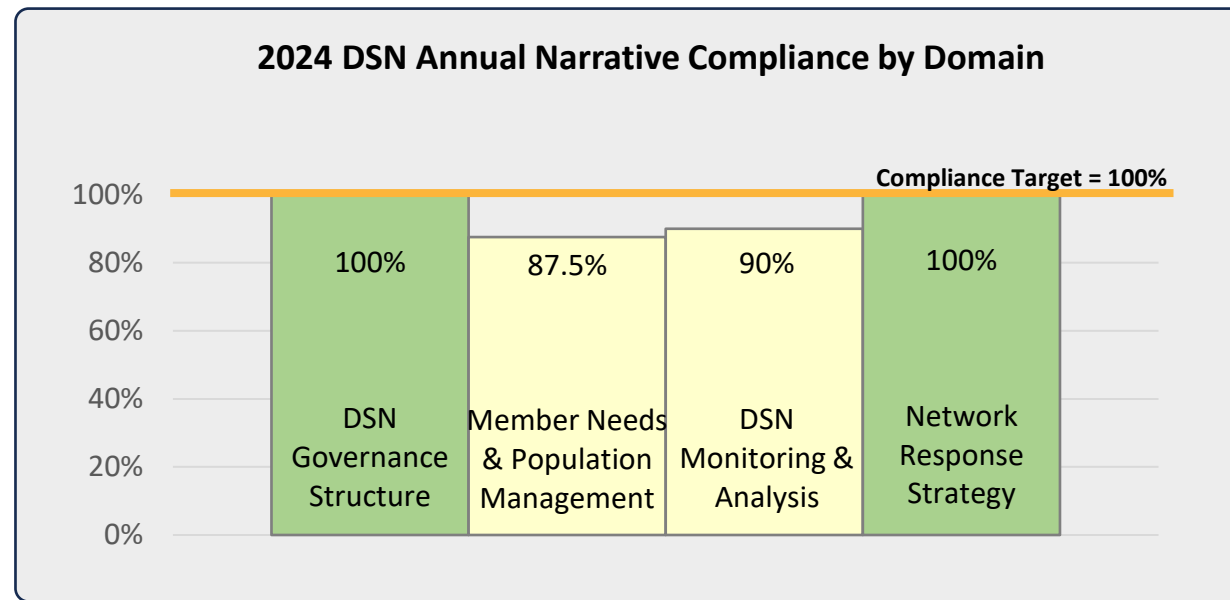 2024 DSN Annual Narrative Compliance by Domain
Compliance Target = 100%
100%
80%
60%
40%
20%
0%
100%
87.5%
90%
100%
DSN
Governance
Structure
Member Needs
& Population
Management
DSN
Monitoring &
Analysis
Network
Response
Strategy